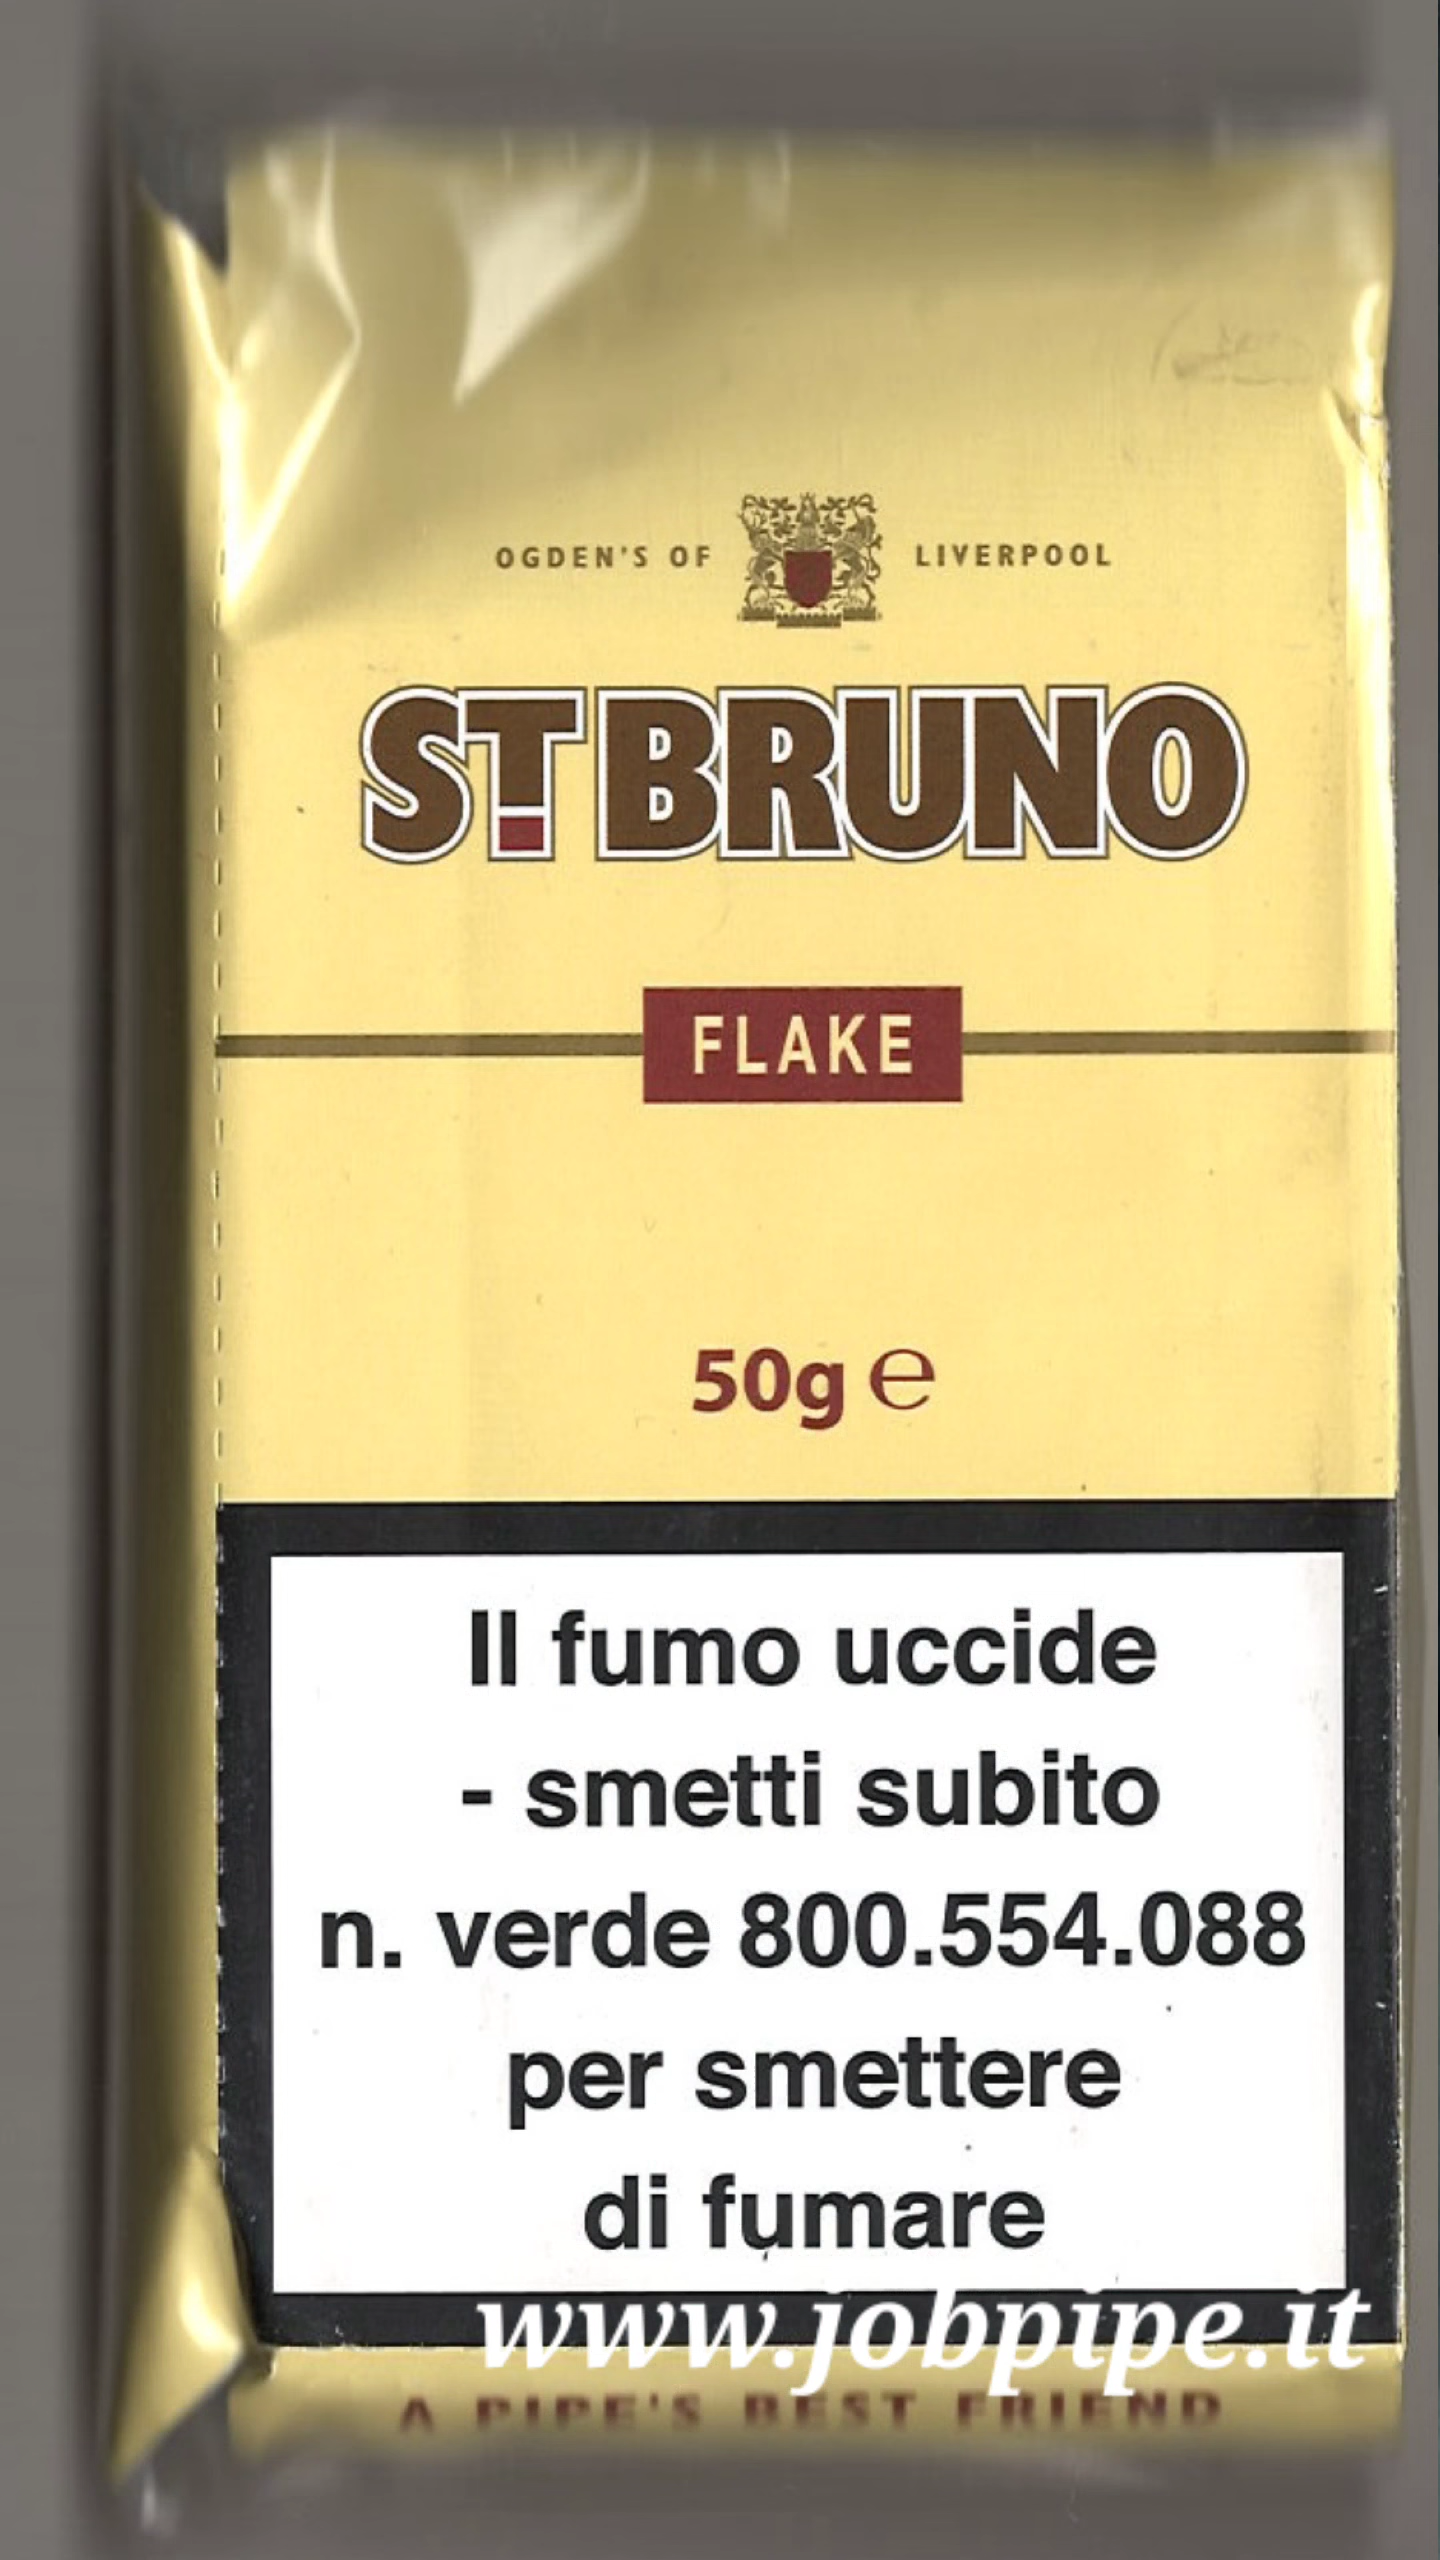 OGDEN'S OF LIVERPOOL
ST BRUNO
FLAKE
50g ℮
Il fumo uccide
- smetti subito
n. verde 800.554.088
per smettere
di fumare
www.jobpipe.it
A PIPE'S BEST FRIEND